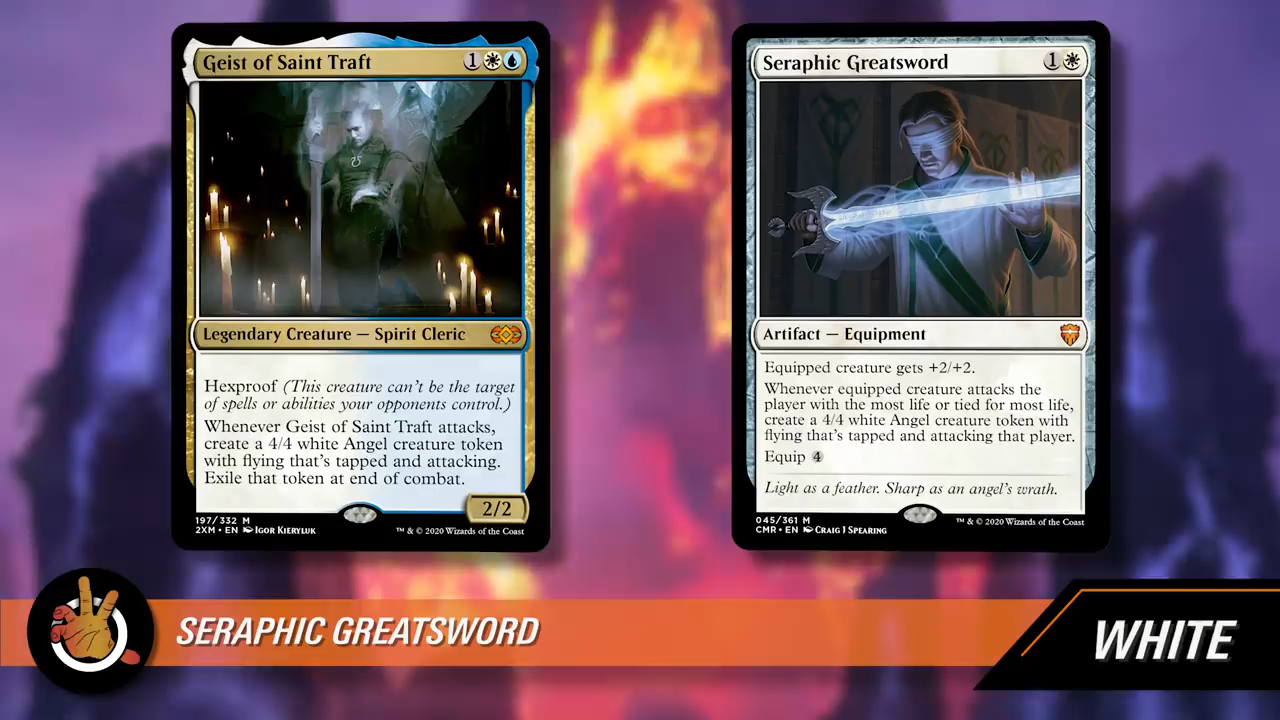 Geist of Saint Traft 1
Legendary Creature — Spirit Cleric
Hexproof (This creature can't be the target
of spells or abilities your opponents control.)
Whenever Geist of Saint Traft attacks,
create a 4/4 white Angel creature token
with flying that's tapped and attacking.
Exile that token at end of combat.
2/2
197/332 M
2XM • EN Igor Kieryluk
™ & © 2020 Wizards of the Coast
Seraphic Greatsword 1
Artifact — Equipment
Equipped creature gets +2/+2.
Whenever equipped creature attacks the
player with the most life or tied for most life,
create a 4/4 white Angel creature token with
flying that's tapped and attacking that player.
Equip 4
Light as a feather. Sharp as an angel's wrath.
045/361 M
CMR • EN Craig J Spearing
™ & © 2020 Wizards of the Coast
SERAPHIC GREATSWORD
WHITE